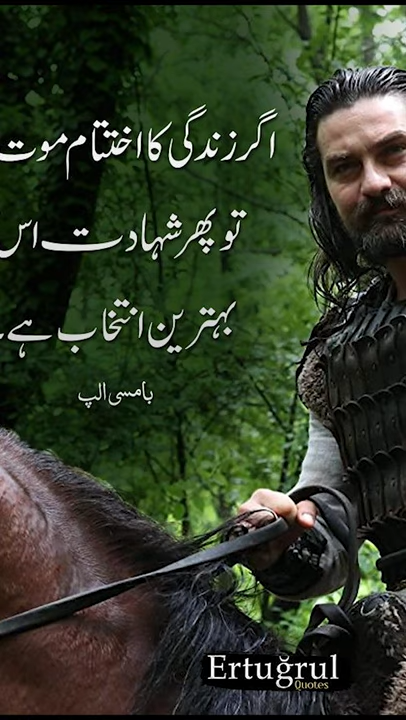 اگر زندگی کا اختتام موت
تو پھر شہادت اس
بہترین انتخاب ہے۔
بامسی الپ
Ertuğrul
Quotes